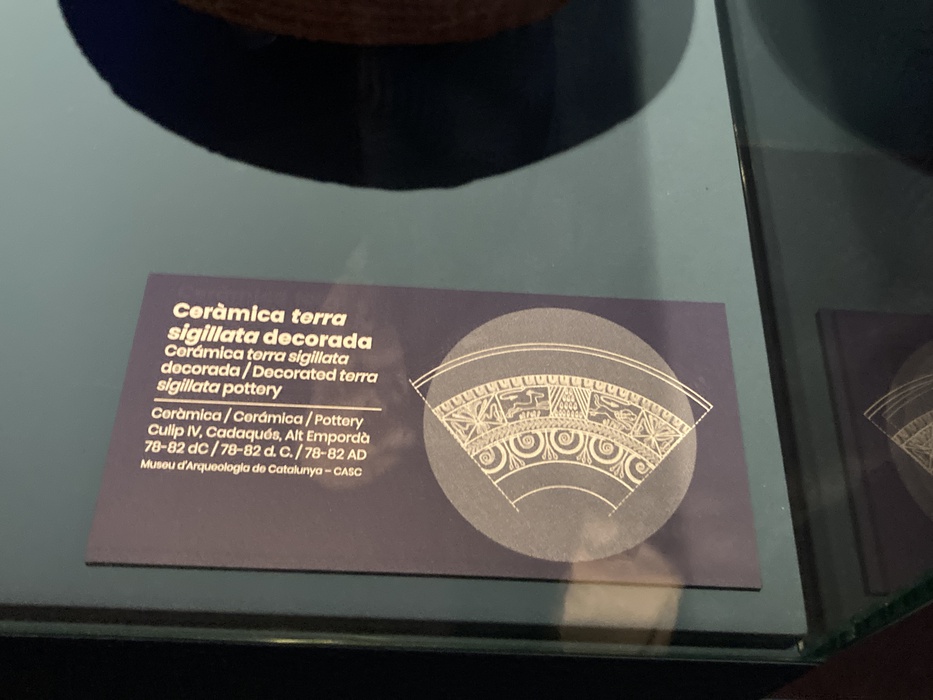 Ceràmica terra
sigillata decorada
Cerámica terra sigillata
decorada / Decorated terra
sigillata pottery
Ceràmica / Cerámica / Pottery
Culip IV, Cadaqués, Alt Empordà
78-82 dC / 78-82 d. C. / 78-82 AD
Museu d'Arqueologia de Catalunya – CASC